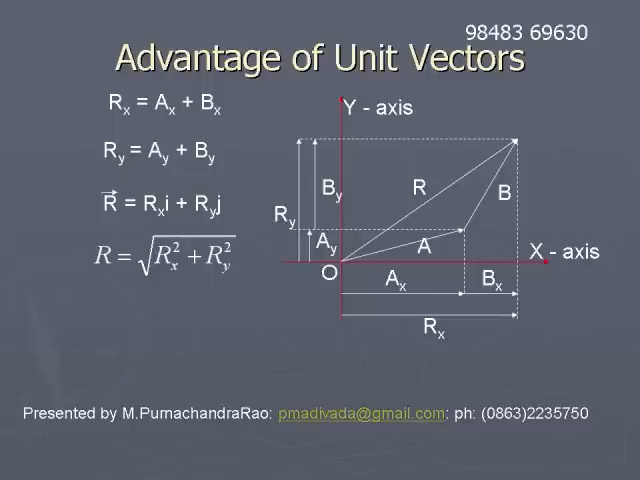 98483 69630
Advantage of Unit Vectors
Rx = Ax + Bx
Ry = Ay + By
R = Rxi + Ryj
R = √Rx² + Ry²
Y - axis
By
R
B
Ry
Ay
A
X - axis
O
Ax
Bx
Rx
Presented by M.PurnachandraRao: pmadivada@gmail.com: ph: (0863)2235750